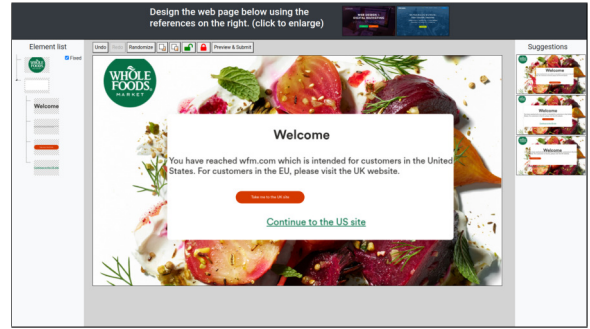 Design the web page below using the
references on the right. (click to enlarge)
Element list
Suggestions
Undo
Redo
Randomize
Preview & Submit
Fixed
WHOLE
FOODS
MARKET
Welcome
Welcome
You have reached wfm.com which is intended for customers in the United
States. For customers in the EU, please visit the UK website.
Take me to the UK site
Continue to the US site
Welcome
Welcome
Welcome